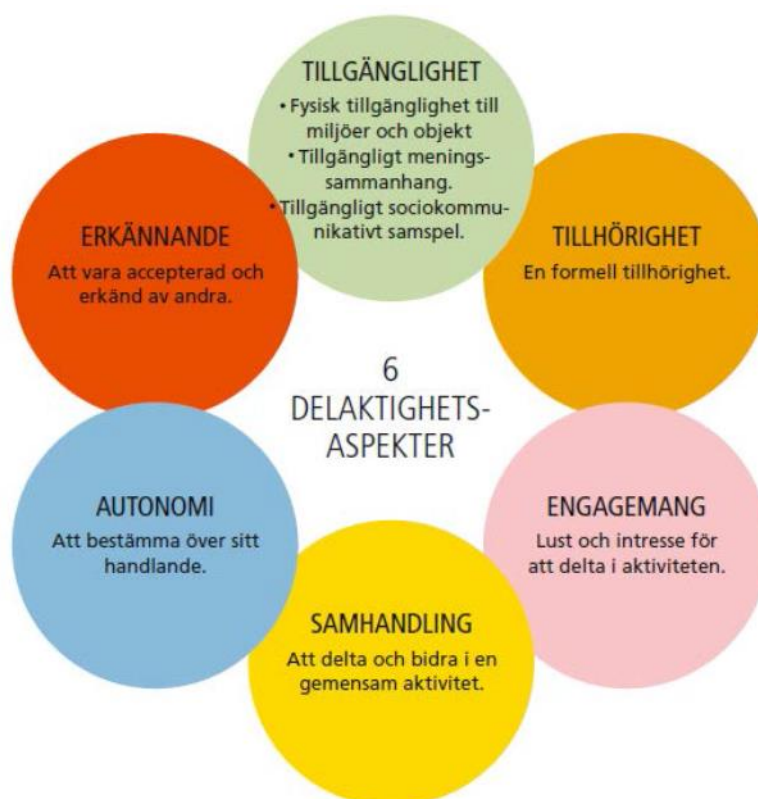 TILLGÄNGLIGHET
• Fysisk tillgänglighet till
miljöer och objekt
• Tillgängligt menings-
sammanhang.
• Tillgängligt sociokommu-
nikativt samspel.
ERKÄNNANDE
Att vara accepterad och
erkänd av andra.
TILLHÖRIGHET
En formell tillhörighet.
6
DELAKTIGHETS-
ASPEKTER
AUTONOMI
Att bestämma över sitt
handlande.
ENGAGEMANG
Lust och intresse för
att delta i aktiviteten.
SAMHANDLING
Att delta och bidra i en
gemensam aktivitet.